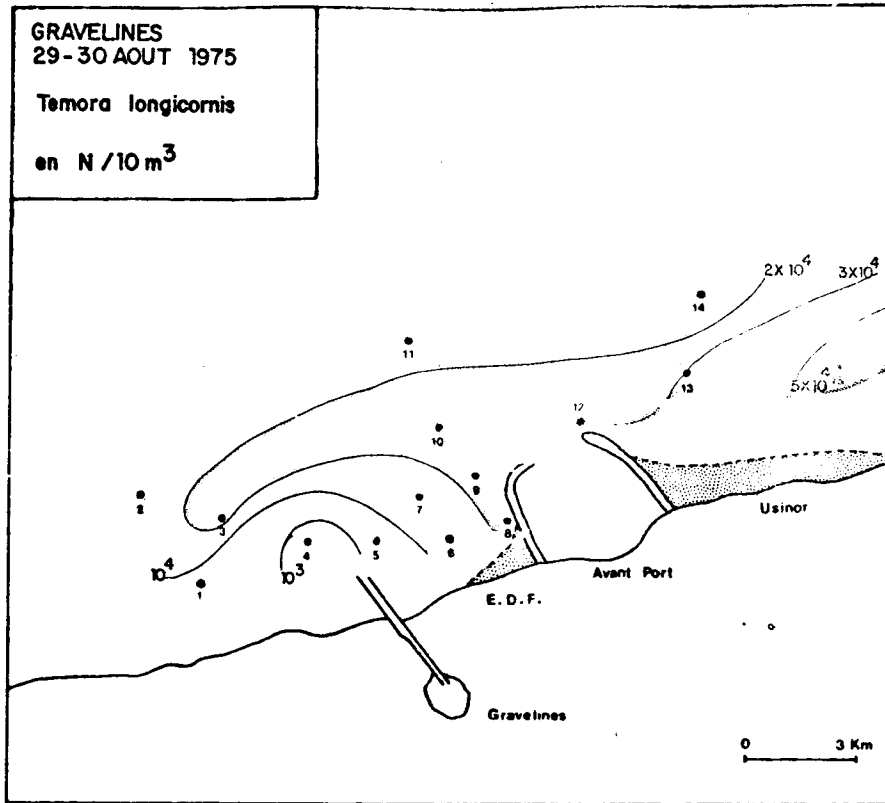 GRAVELINES
29-30 AOUT 1975
Temora longicornis
en N/10 m³
2X10⁴
3X10⁴
14
11
13
5X10⁴
12
10
9
2
7
3
8
Usinor
4
5
6
10⁴
10³
1
Avant Port
E.D.F.
Gravelines
0 3 Km